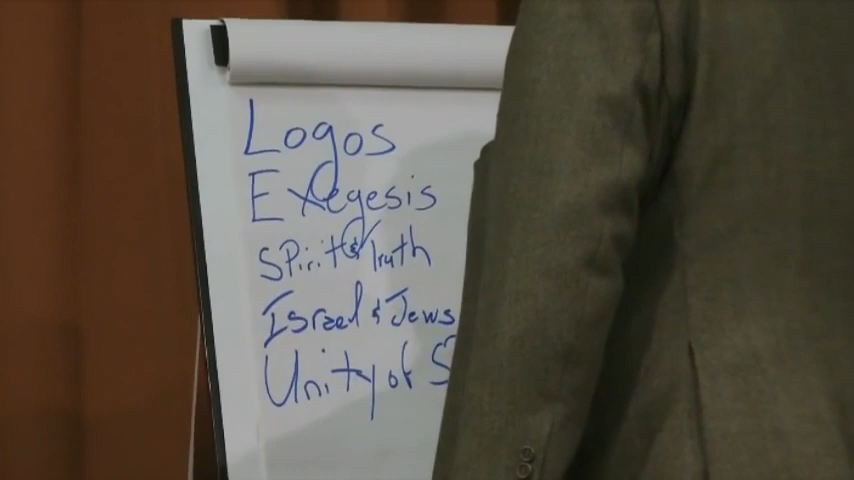 Logos
Exegesis
Spirit & Truth
Israel & Jews
Unity of S